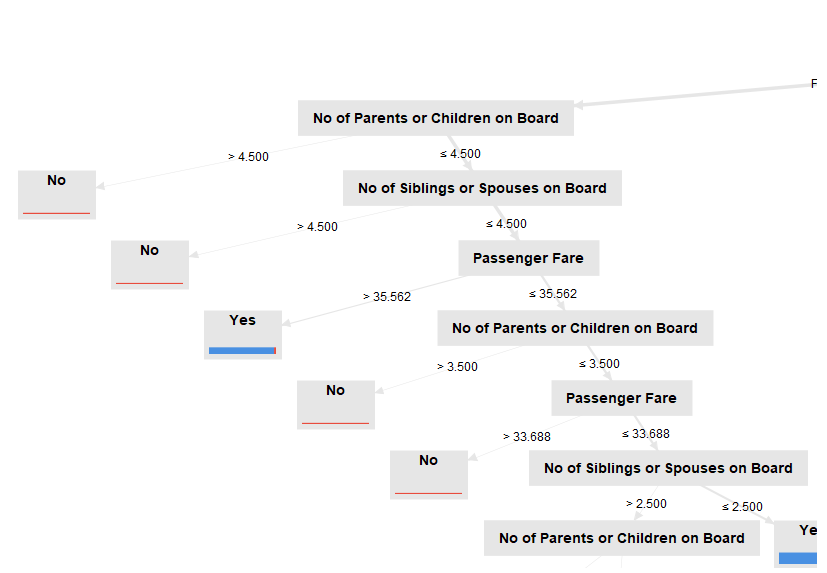 F
No of Parents or Children on Board
> 4.500
≤ 4.500
No
No of Siblings or Spouses on Board
> 4.500
≤ 4.500
No
Passenger Fare
> 35.562
≤ 35.562
Yes
No of Parents or Children on Board
> 3.500
≤ 3.500
No
Passenger Fare
> 33.688
≤ 33.688
No
No of Siblings or Spouses on Board
> 2.500
≤ 2.500
No of Parents or Children on Board
Ye